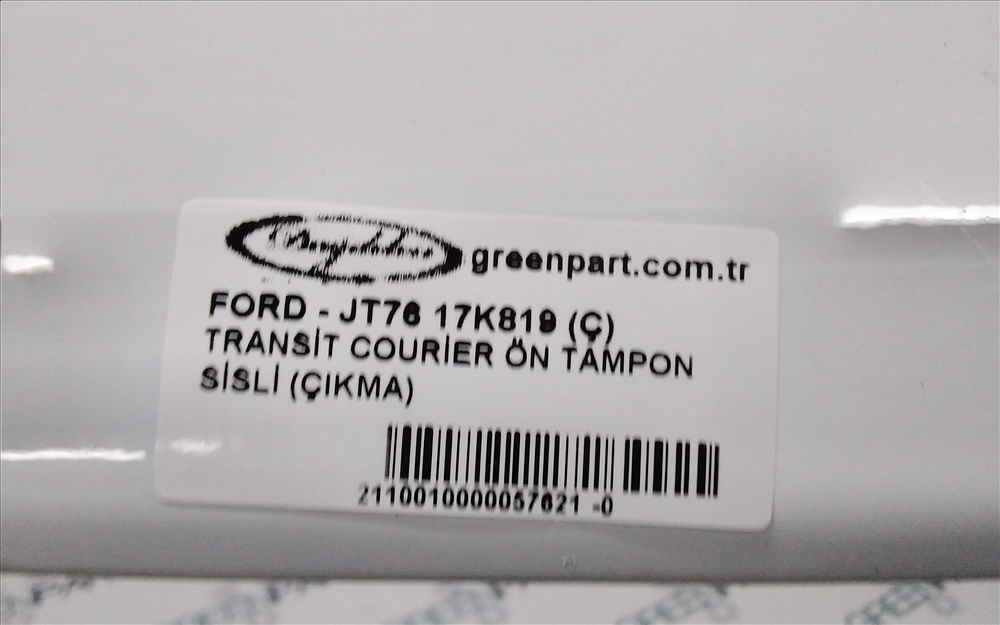 greenpart.com.tr
FORD - JT76 17K819 (Ç)
TRANSİT COURİER ÖN TAMPON
SİSLİ (ÇIKMA)
2110010000057621 -0